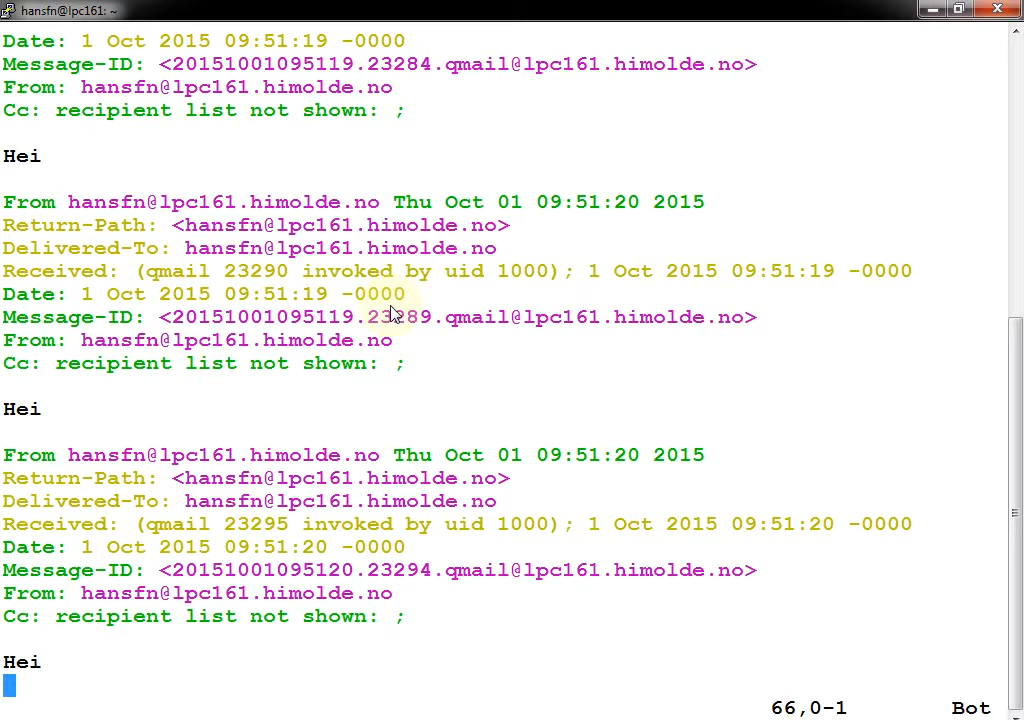 hansfn@lpc161: ~
Date: 1 Oct 2015 09:51:19 -0000
Message-ID: <20151001095119.23284.qmail@lpc161.himolde.no>
From: hansfn@lpc161.himolde.no
Cc: recipient list not shown: ;
Hei
From hansfn@lpc161.himolde.no Thu Oct 01 09:51:20 2015
Return-Path: <hansfn@lpc161.himolde.no>
Delivered-To: hansfn@lpc161.himolde.no
Received: (qmail 23290 invoked by uid 1000); 1 Oct 2015 09:51:19 -0000
Date: 1 Oct 2015 09:51:19 -0000
Message-ID: <20151001095119.23289.qmail@lpc161.himolde.no>
From: hansfn@lpc161.himolde.no
Cc: recipient list not shown: ;
Hei
From hansfn@lpc161.himolde.no Thu Oct 01 09:51:20 2015
Return-Path: <hansfn@lpc161.himolde.no>
Delivered-To: hansfn@lpc161.himolde.no
Received: (qmail 23295 invoked by uid 1000); 1 Oct 2015 09:51:20 -0000
Date: 1 Oct 2015 09:51:20 -0000
Message-ID: <20151001095120.23294.qmail@lpc161.himolde.no>
From: hansfn@lpc161.himolde.no
Cc: recipient list not shown: ;
Hei
66,0-1 Bot